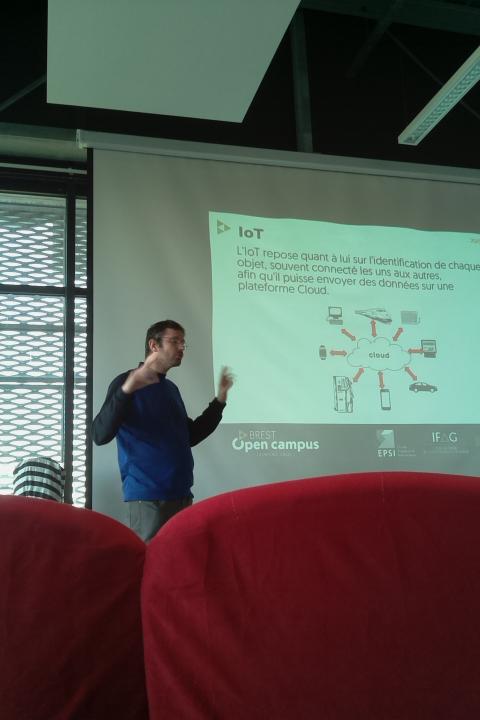 IoT
L'IoT repose quant à lui sur l'identification de chaque
objet, souvent connecté les uns aux autres,
afin qu'il puisse envoyer des données sur une
plateforme Cloud.
cloud
BREST
Open campus
EPSI
IFAG